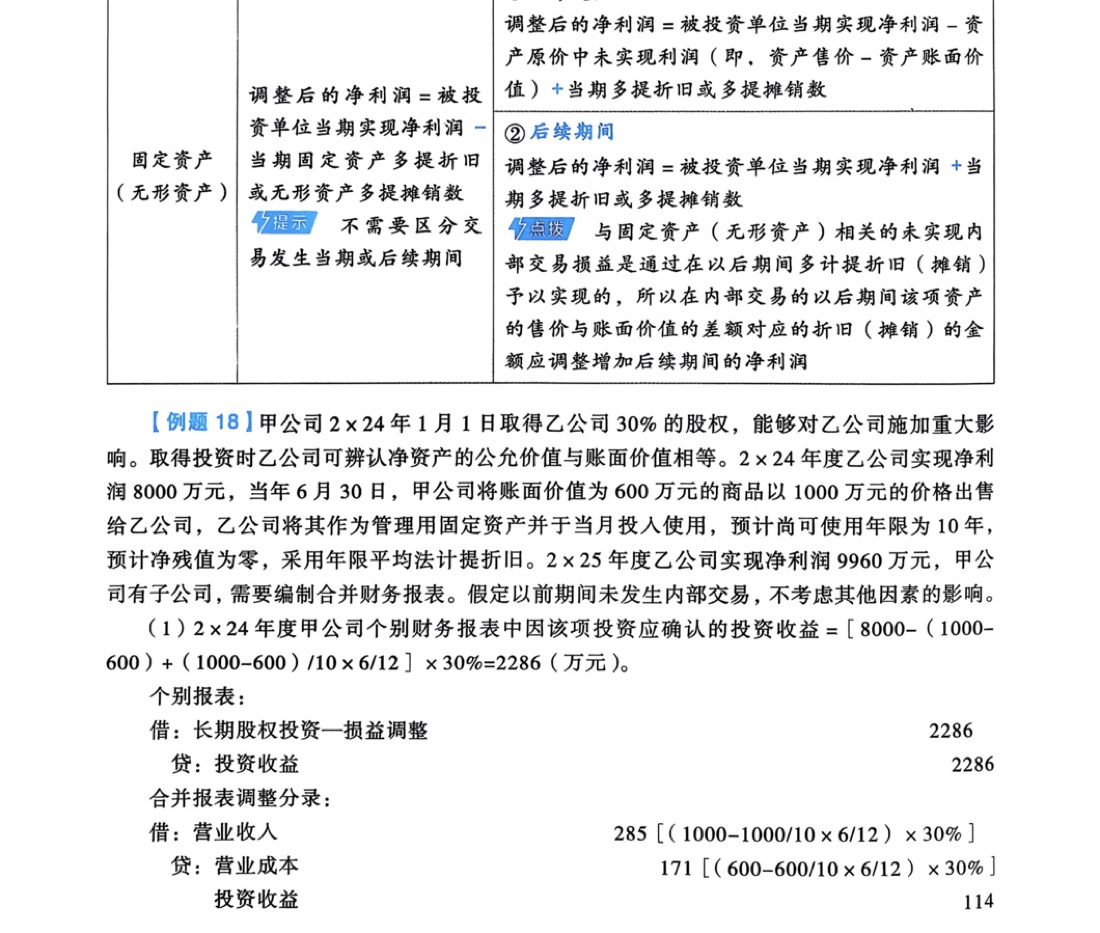 调整后的净利润=被投资单位当期实现净利润-资
产原价中未实现利润（即，资产售价-资产账面价
值）+当期多提折旧或多提摊销数
固定资产
（无形资产）
调整后的净利润=被投
资单位当期实现净利润-
当期固定资产多提折旧
或无形资产多提摊销数
提示 不需要区分交
易发生当期或后续期间
②后续期间
调整后的净利润=被投资单位当期实现净利润+当
期多提折旧或多提摊销数
点拨 与固定资产（无形资产）相关的未实现内
部交易损益是通过在以后期间多计提折旧（摊销）
予以实现的，所以在内部交易的以后期间该项资产
的售价与账面价值的差额对应的折旧（摊销）的金
额应调整增加后续期间的净利润
【例题18】甲公司2×24年1月1日取得乙公司30%的股权，能够对乙公司施加重大影
响。取得投资时乙公司可辨认净资产的公允价值与账面价值相等。2×24年度乙公司实现净利
润8000万元，当年6月30日，甲公司将账面价值为600万元的商品以1000万元的价格出售
给乙公司，乙公司将其作为管理用固定资产并于当月投入使用，预计尚可使用年限为10年，
预计净残值为零，采用年限平均法计提折旧。2×25年度乙公司实现净利润9960万元，甲公
司有子公司，需要编制合并财务报表。假定以前期间未发生内部交易，不考虑其他因素的影响。
（1）2×24年度甲公司个别财务报表中因该项投资应确认的投资收益=［8000-（1000-
600）+（1000-600）/10×6/12］×30%=2286（万元）。
个别报表：
借：长期股权投资—损益调整 2286
贷：投资收益 2286
合并报表调整分录：
借：营业收入 285［（1000-1000/10×6/12）×30%］
贷：营业成本 171［（600-600/10×6/12）×30%］
投资收益 114